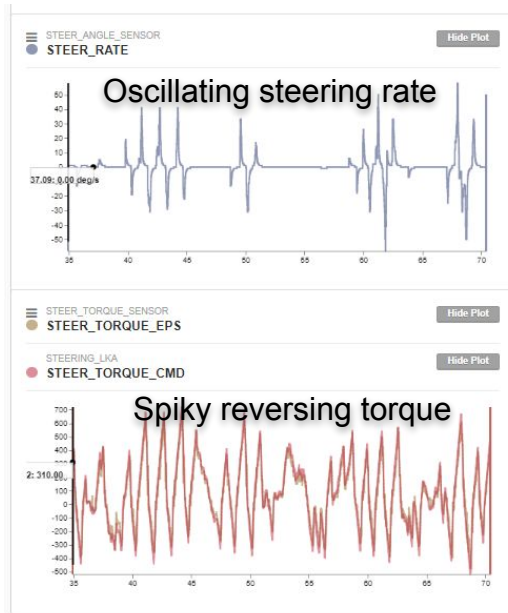 STEER_ANGLE_SENSOR
Hide Plot
STEER_RATE
Oscillating steering rate
50
40
30
20
10
0
37.09: 0.00 deg/s
-10
-20
-30
-40
-50
35 40 45 50 55 60 65 70
STEER_TORQUE_SENSOR
Hide Plot
STEER_TORQUE_EPS
STEERING_LKA
Hide Plot
STEER_TORQUE_CMD
Spiky reversing torque
700
600
500
400
2: 310.00
200
100
0
-100
-200
-300
-400
-500
35 40 45 50 55 60 65 70